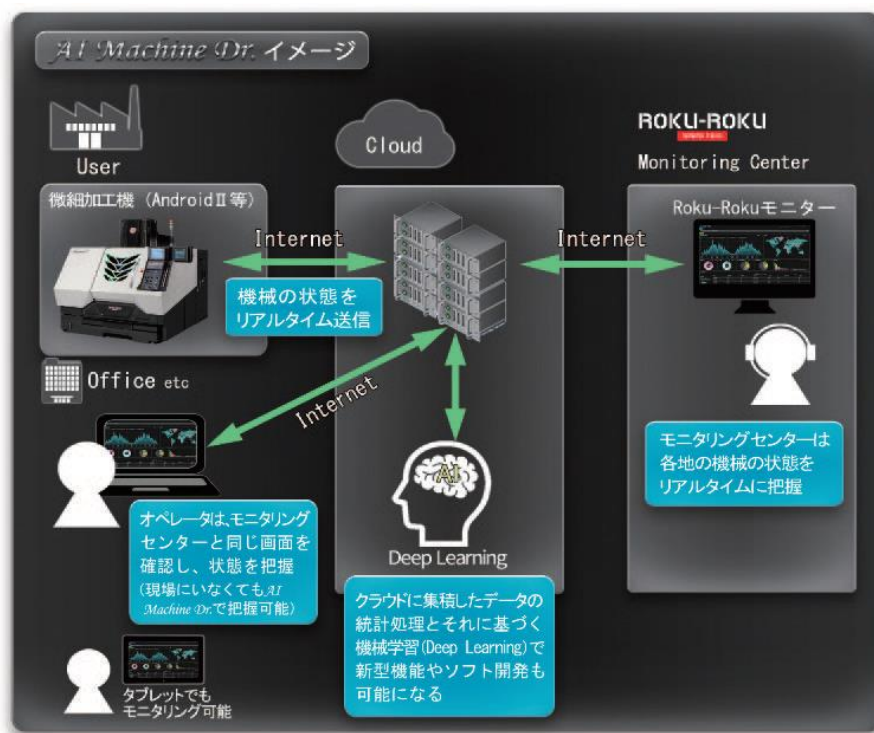 AI Machine Dr. イメージ
User
微細加工機 (AndroidⅡ等)
Internet
機械の状態を
リアルタイム送信
Office etc
オペレータは、モニタリング
センターと同じ画面を
確認し、状態を把握
(現場にいなくてもAI
Machine Dr.で把握可能)
タブレットでも
モニタリング可能
Cloud
Internet
AI
Deep Learning
クラウドに集積したデータの
統計処理とそれに基づく
機械学習(Deep Learning)で
新型機能やソフト開発も
可能になる
Internet
ROKU-ROKU
Monitoring Center
Roku-Rokuモニター
モニタリングセンターは
各地の機械の状態を
リアルタイムに把握